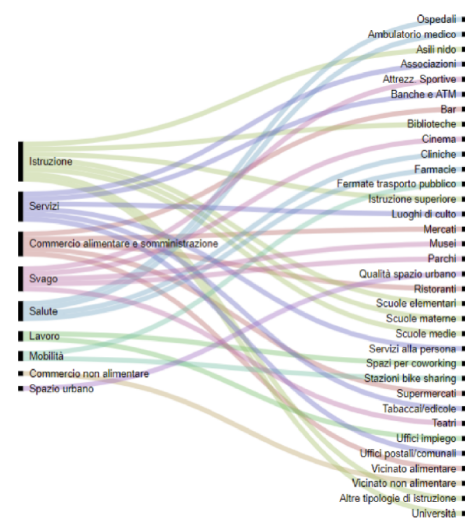 Istruzione
Servizi
Commercio alimentare e somministrazione
Svago
Salute
Lavoro
Mobilità
Commercio non alimentare
Spazio urbano
Ospedali
Ambulatorio medico
Asili nido
Associazioni
Attrezz. Sportive
Banche e ATM
Bar
Biblioteche
Cinema
Cliniche
Farmacie
Fermate trasporto pubblico
Istruzione superiore
Luoghi di culto
Mercati
Musei
Parchi
Qualità spazio urbano
Ristoranti
Scuole elementari
Scuole materne
Scuole medie
Servizi alla persona
Spazi per coworking
Stazioni bike sharing
Supermercati
Tabaccai/edicole
Teatri
Uffici impiego
Uffici postali/comunali
Vicinato alimentare
Vicinato non alimentare
Altre tipologie di istruzione
Università